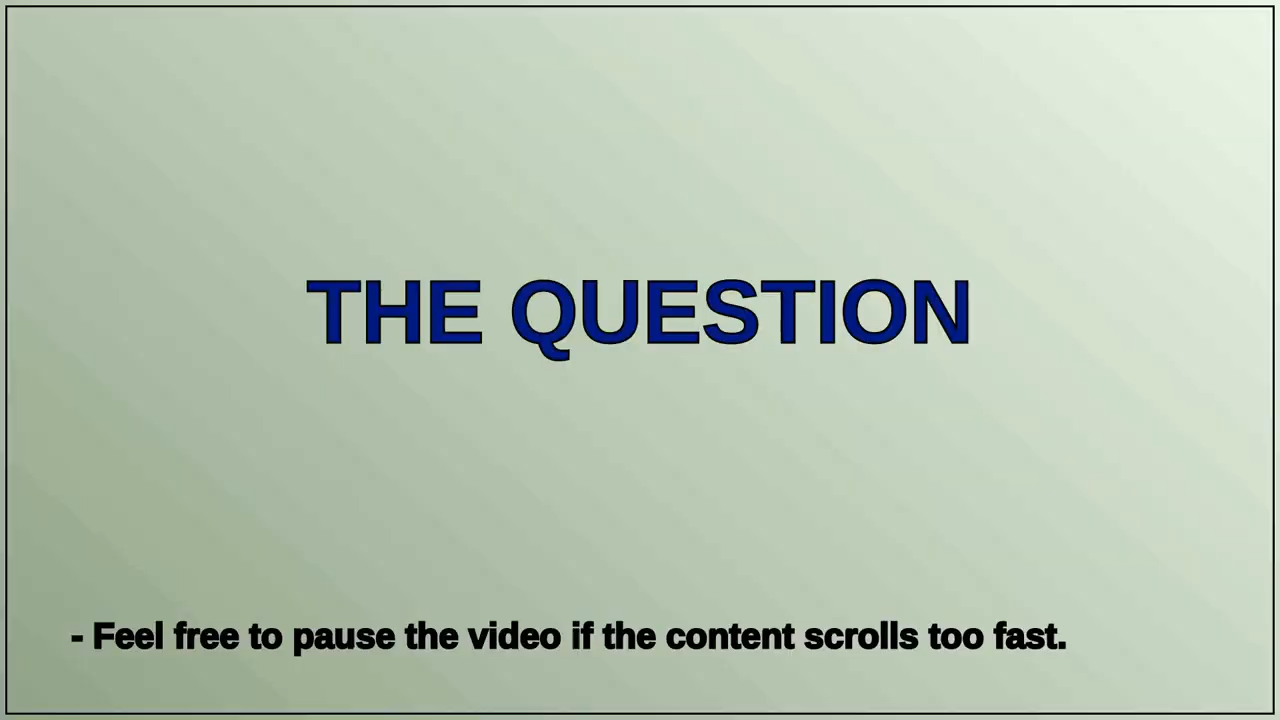 THE QUESTION
- Feel free to pause the video if the content scrolls too fast.